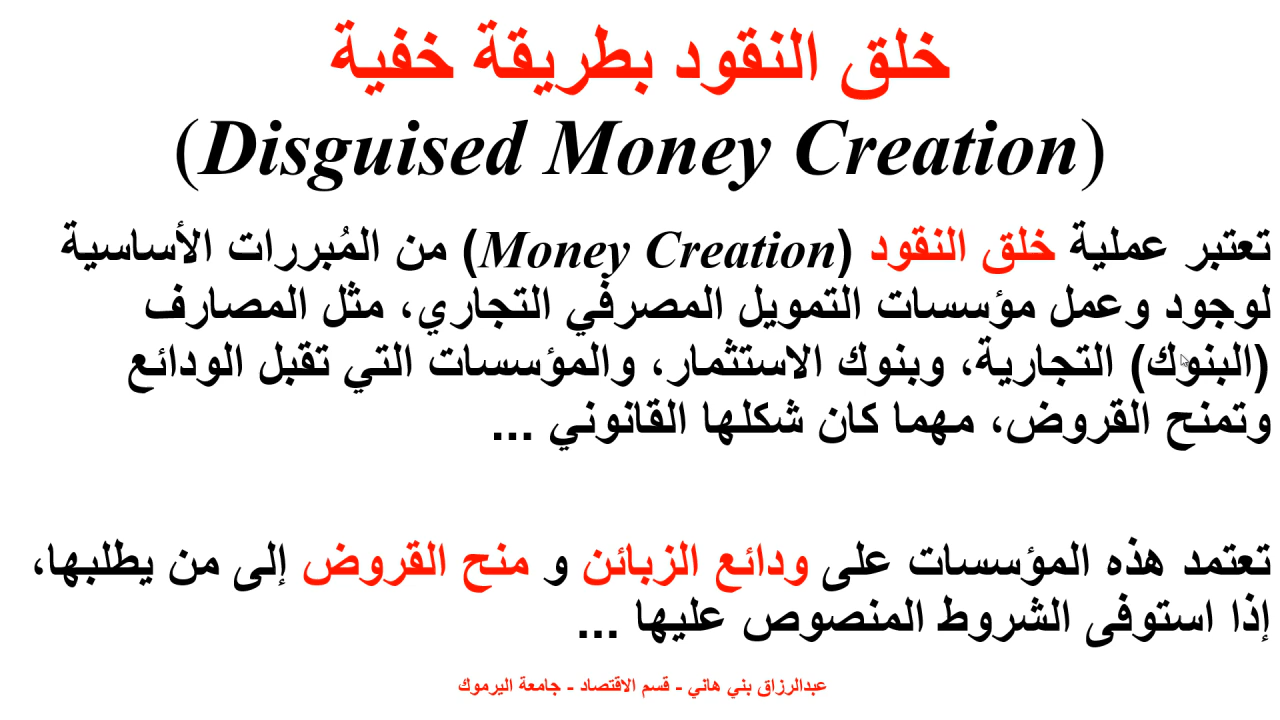 خلق النقود بطريقة خفية
(Disguised Money Creation)
تعتبر عملية خلق النقود (Money Creation) من المُبررات الأساسية
لوجود وعمل مؤسسات التمويل المصرفي التجاري، مثل المصارف
(البنوك) التجارية، وبنوك الاستثمار، والمؤسسات التي تقبل الودائع
وتمنح القروض، مهما كان شكلها القانوني ...
تعتمد هذه المؤسسات على ودائع الزبائن و منح القروض إلى من يطلبها،
إذا استوفى الشروط المنصوص عليها ...
عبدالرزاق بني هاني - قسم الاقتصاد - جامعة اليرموك